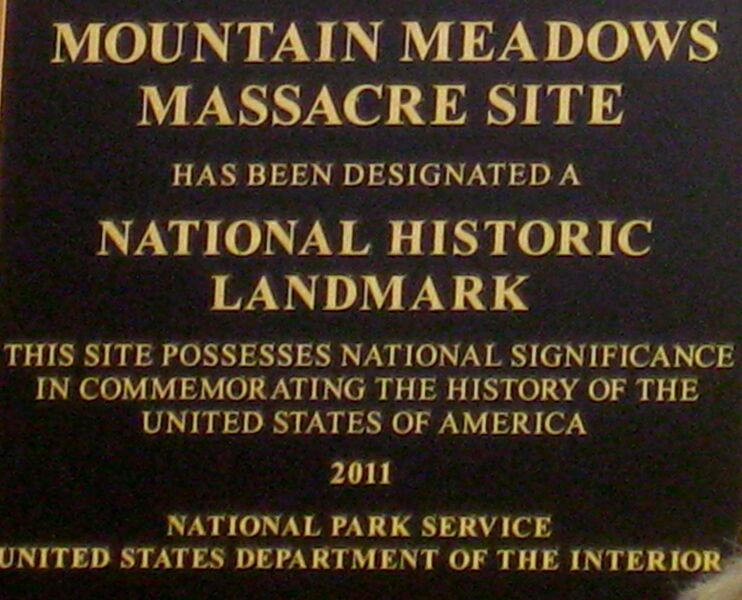 MOUNTAIN MEADOWS
MASSACRE SITE
HAS BEEN DESIGNATED A
NATIONAL HISTORIC
LANDMARK
THIS SITE POSSESSES NATIONAL SIGNIFICANCE
IN COMMEMORATING THE HISTORY OF THE
UNITED STATES OF AMERICA
2011
NATIONAL PARK SERVICE
UNITED STATES DEPARTMENT OF THE INTERIOR